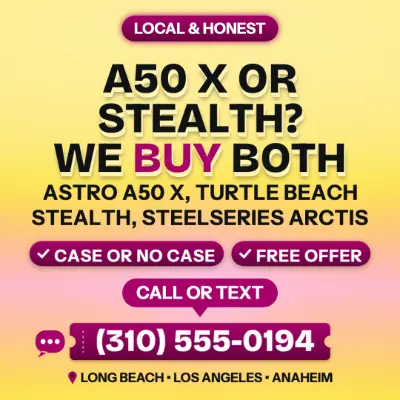 LOCAL & HONEST
A50 X OR
STEALTH?
WE BUY BOTH
ASTRO A50 X, TURTLE BEACH
STEALTH, STEELSERIES ARCTIS
CASE OR NO CASE
FREE OFFER
CALL OR TEXT
(310) 555-0194
LONG BEACH • LOS ANGELES • ANAHEIM